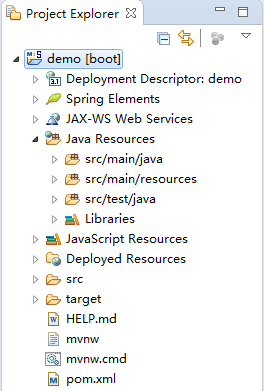 Project Explorer
demo [boot]
Deployment Descriptor: demo
Spring Elements
JAX-WS Web Services
Java Resources
src/main/java
src/main/resources
src/test/java
Libraries
JavaScript Resources
Deployed Resources
src
target
HELP.md
mvnw
mvnw.cmd
pom.xml